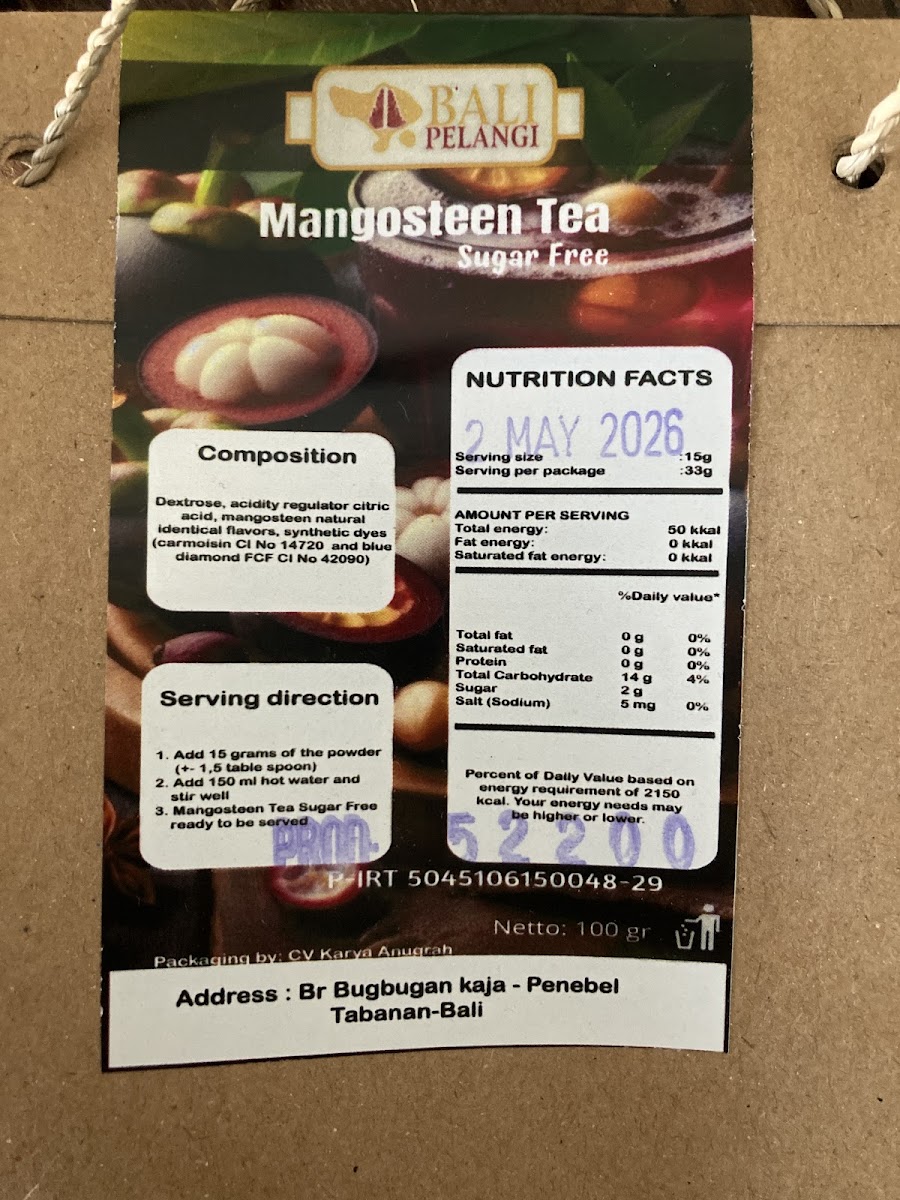 BALI
PELANGI
Mangosteen Tea
Sugar Free
Composition
Dextrose, acidity regulator citric
acid, mangosteen natural
identical flavors, synthetic dyes
(carmoisin CI No 14720 and blue
diamond FCF CI No 42090)
Serving direction
1. Add 15 grams of the powder
(+- 1,5 table spoon)
2. Add 150 ml hot water and
stir well
3. Mangosteen Tea Sugar Free
ready to be served
NUTRITION FACTS
2 MAY 2026
Serving size :15g
Serving per package :33g
AMOUNT PER SERVING
Total energy: 50 kkal
Fat energy: 0 kkal
Saturated fat energy: 0 kkal
%Daily value*
Total fat 0 g 0%
Saturated fat 0 g 0%
Protein 0 g 0%
Total Carbohydrate 14 g 4%
Sugar 2 g
Salt (Sodium) 5 mg 0%
Percent of Daily Value based on
energy requirement of 2150
kcal. Your energy needs may
be higher or lower.
PROD. 52200
P-IRT 5045106150048-29
Netto: 100 gr
Packaging by: CV Karya Anugrah
Address : Br Bugbugan kaja - Penebel
Tabanan-Bali